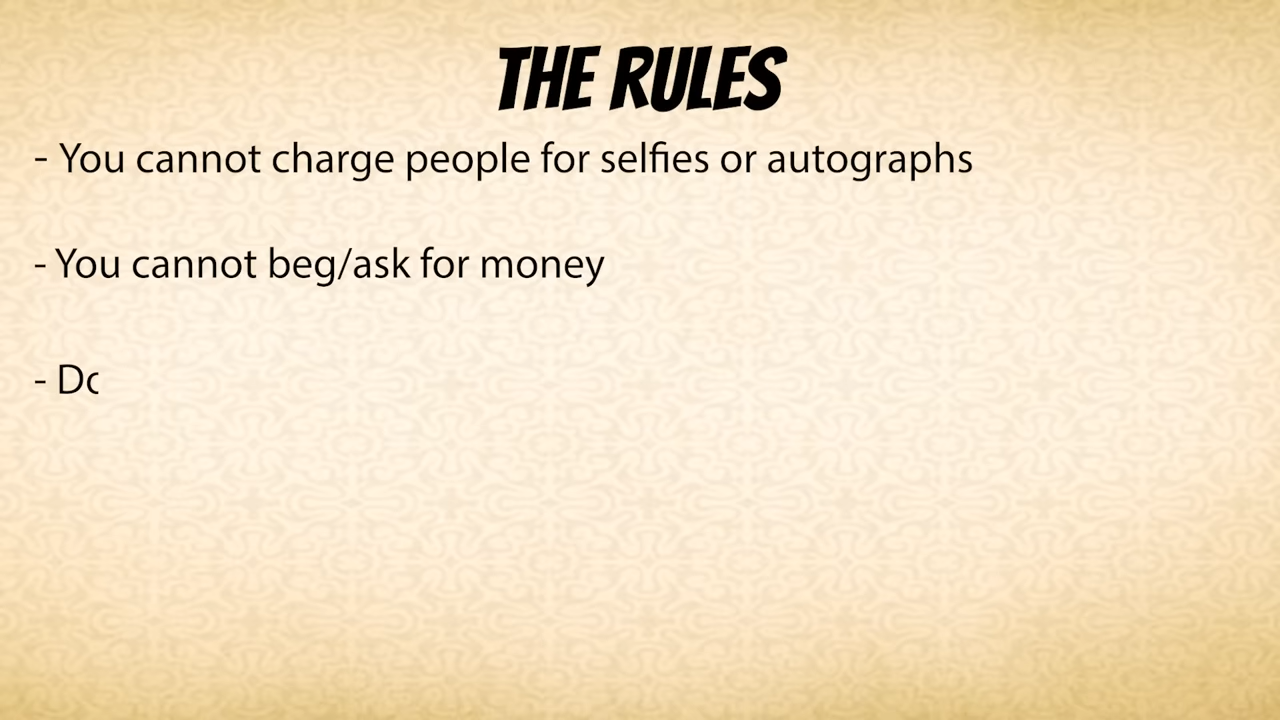 THE RULES
- You cannot charge people for selfies or autographs
- You cannot beg/ask for money
-